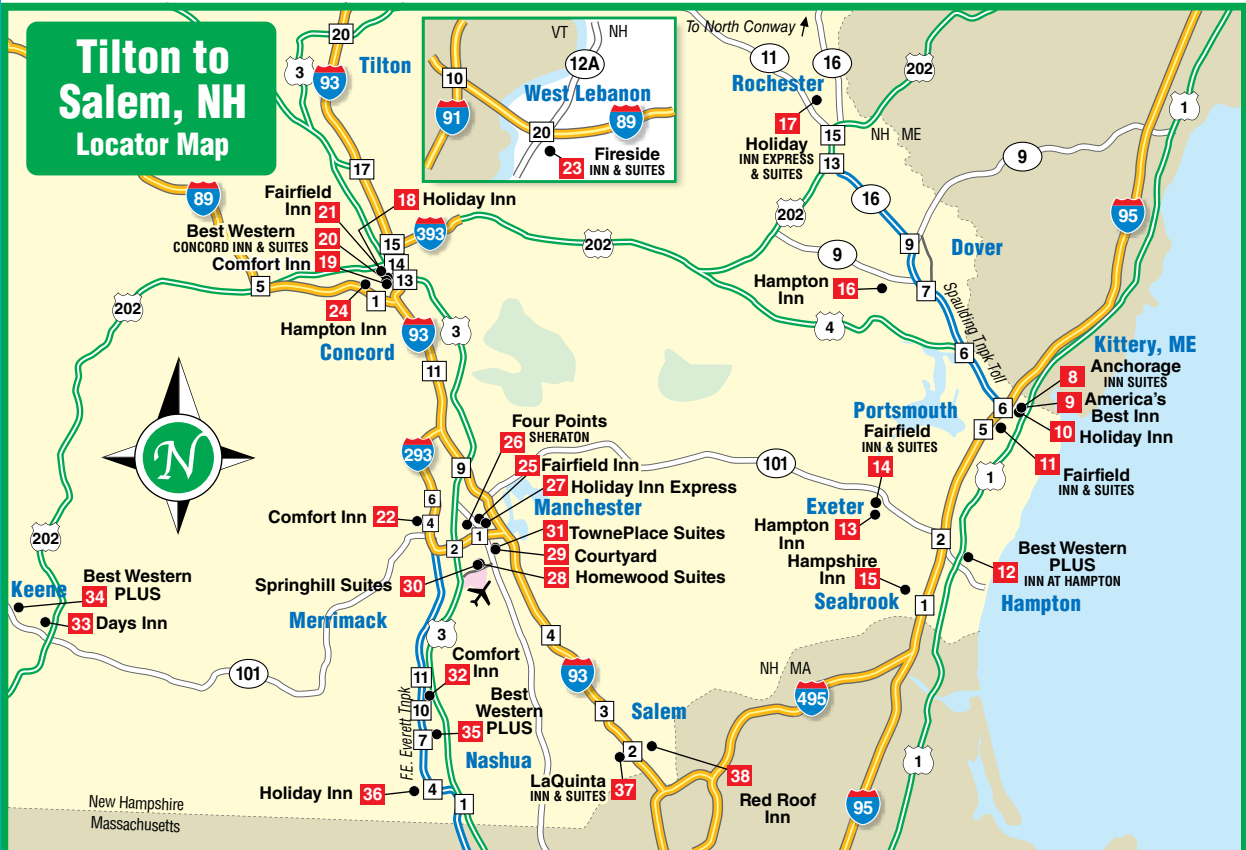 Tilton to
Salem, NH
Locator Map
20
3
93
Tilton
17
VT
NH
12A
10
West Lebanon
91
89
20
Fireside
23
INN & SUITES
To North Conway
11
16
202
Rochester
17
15
NH
ME
Holiday
INN EXPRESS
& SUITES
13
1
9
16
202
95
89
Fairfield
Inn
21
18
Holiday Inn
Best Western
CONCORD INN & SUITES
20
Comfort Inn
19
393
15
14
13
202
9
Dover
9
5
24
1
Hampton Inn
Concord
93
3
11
202
Hampton
Inn
16
7
Spaulding Tnpk Toll
4
6
Kittery, ME
8
Anchorage
INN SUITES
9
America's
Best Inn
6
5
10
Holiday Inn
11
Fairfield
INN & SUITES
Portsmouth
Fairfield
INN & SUITES
14
1
N
Four Points
SHERATON
26
25
Fairfield Inn
27
Holiday Inn Express
Manchester
293
9
6
Comfort Inn
22
4
1
2
31
TownePlace Suites
29
Courtyard
28
Homewood Suites
Springhill Suites
30
101
Exeter
Hampton
Inn
13
2
Hampshire
Inn
15
Seabrook
1
12
Best Western
PLUS
INN AT HAMPTON
Hampton
202
Keene
Best Western
PLUS
34
33
Days Inn
101
Merrimack
3
4
93
Comfort
Inn
32
11
10
Best
Western
PLUS
35
7
F.E. Everett Tnpk
Nashua
Holiday Inn
36
4
1
3
Salem
2
LaQuinta
INN & SUITES
37
38
Red Roof
Inn
NH
MA
495
95
1
New Hampshire
Massachusetts